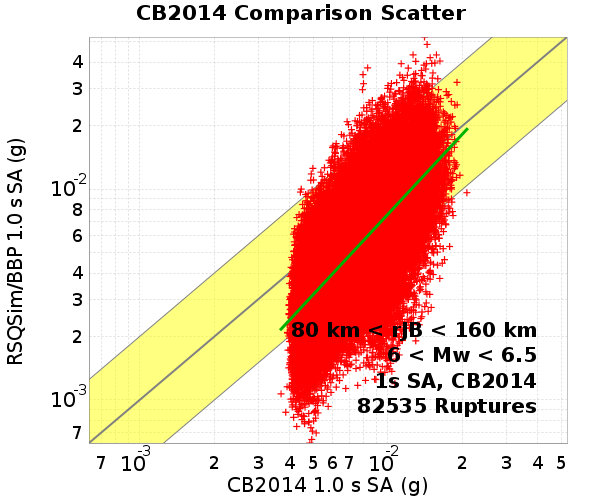 CB2014 Comparison Scatter
RSQSim/BBP 1.0 s SA (g)
4
3
2
10-2
8
6
4
3
2
10-3
7
80 km < rJB < 160 km
6 < Mw < 6.5
1s SA, CB2014
82535 Ruptures
7 10-3 2 3 4 5 6 7 10-2 2 3 4 5
CB2014 1.0 s SA (g)